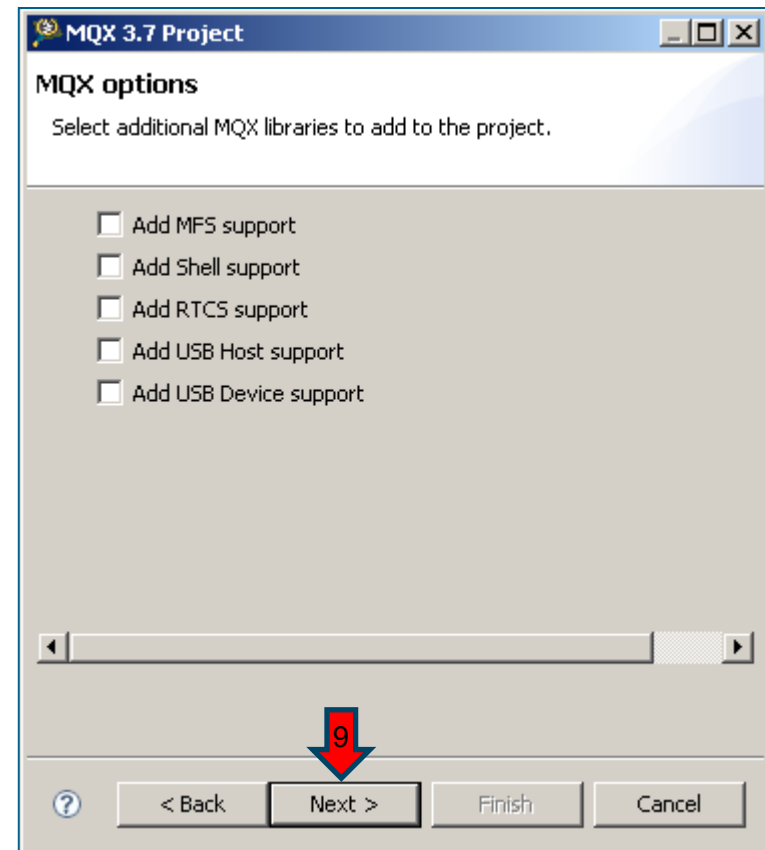 MQX 3.7 Project
MQX options
Select additional MQX libraries to add to the project.
Add MFS support
Add Shell support
Add RTCS support
Add USB Host support
Add USB Device support
9
? < Back Next > Finish Cancel